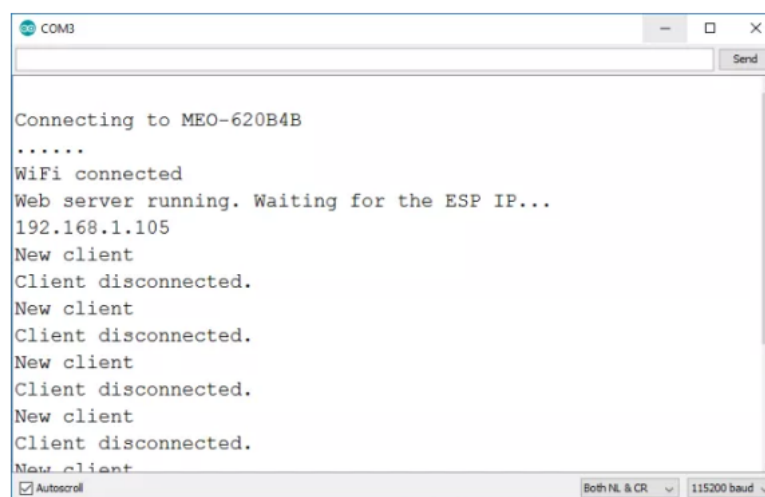 COM3
Send
Connecting to MEO-620B4B
......
WiFi connected
Web server running. Waiting for the ESP IP...
192.168.1.105
New client
Client disconnected.
New client
Client disconnected.
New client
Client disconnected.
New client
Client disconnected.
New client
Autoscroll
Both NL & CR
115200 baud